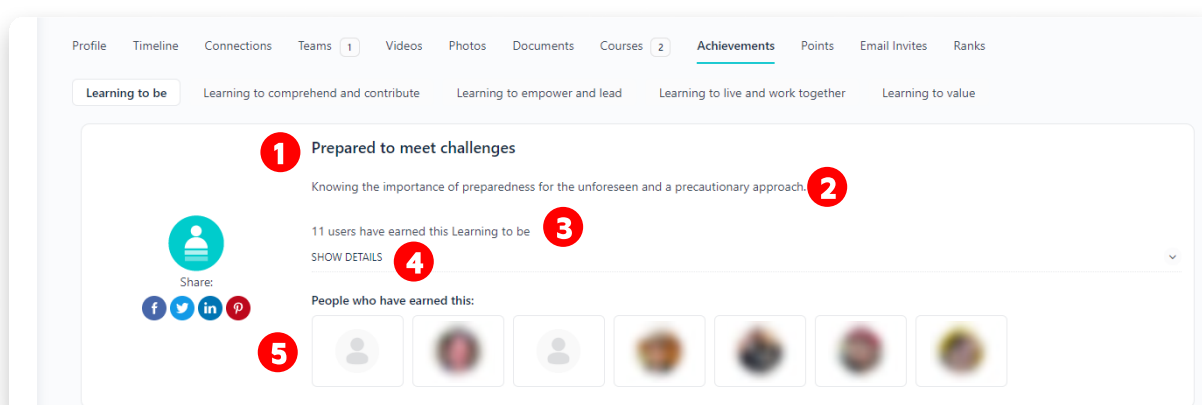 Profile Timeline Connections Teams 1 Videos Photos Documents Courses 2 Achievements Points Email Invites Ranks
Learning to be Learning to comprehend and contribute Learning to empower and lead Learning to live and work together Learning to value
1 Prepared to meet challenges
Knowing the importance of preparedness for the unforeseen and a precautionary approach. 2
11 users have earned this Learning to be 3
SHOW DETAILS 4
Share:
People who have earned this:
5